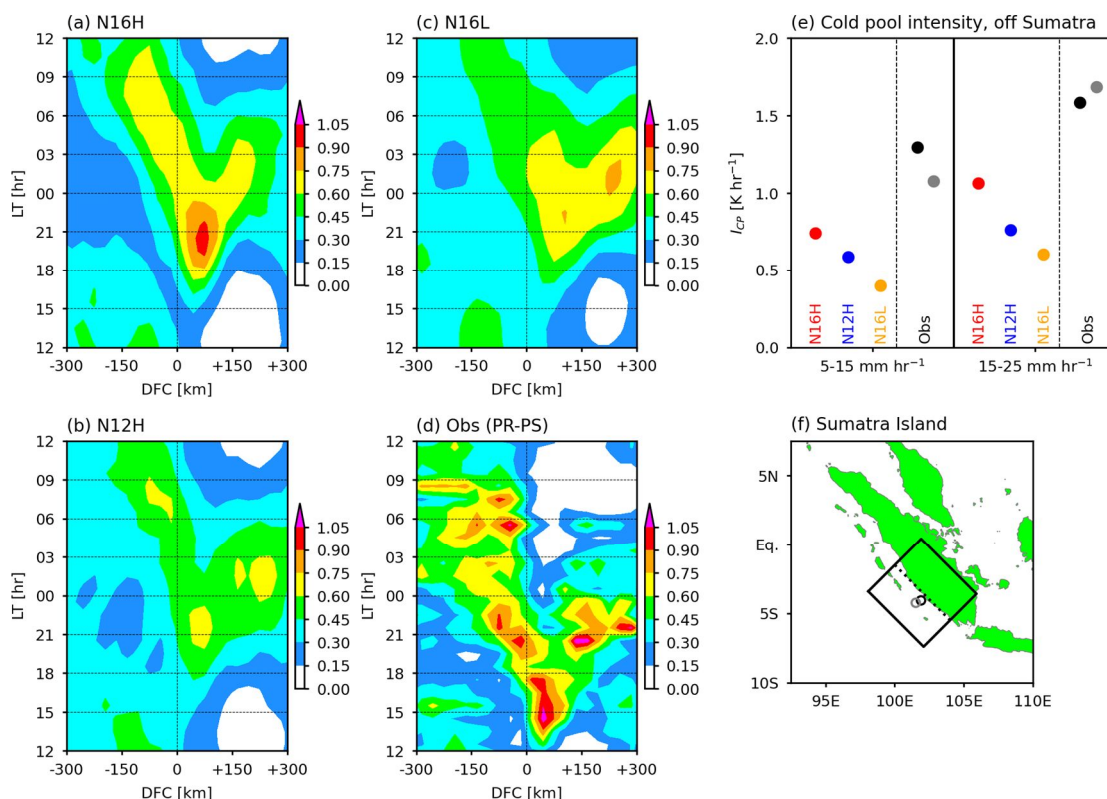 (a) N16H
12
09
06
03
00
21
18
15
12
LT [hr]
-300 -150 0 +150 +300
DFC [km]
1.05
0.90
0.75
0.60
0.45
0.30
0.15
0.00
(c) N16L
12
09
06
03
00
21
18
15
12
LT [hr]
-300 -150 0 +150 +300
DFC [km]
1.05
0.90
0.75
0.60
0.45
0.30
0.15
0.00
(e) Cold pool intensity, off Sumatra
2.0
1.5
1.0
0.5
0.0
I_CP [K hr⁻¹]
N16H N12H N16L Obs N16H N12H N16L Obs
5-15 mm hr⁻¹ 15-25 mm hr⁻¹
(b) N12H
12
09
06
03
00
21
18
15
12
LT [hr]
-300 -150 0 +150 +300
DFC [km]
1.05
0.90
0.75
0.60
0.45
0.30
0.15
0.00
(d) Obs (PR-PS)
12
09
06
03
00
21
18
15
12
LT [hr]
-300 -150 0 +150 +300
DFC [km]
1.05
0.90
0.75
0.60
0.45
0.30
0.15
0.00
(f) Sumatra Island
5N
Eq.
5S
10S
95E 100E 105E 110E